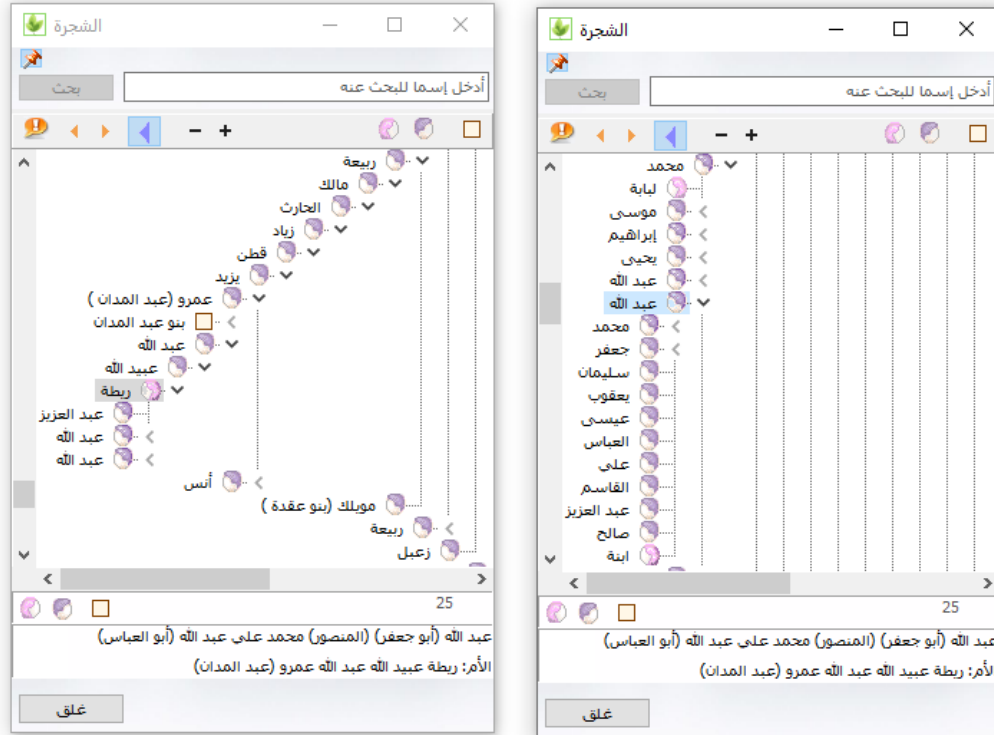 الشجرة
بحث
أدخل إسما للبحث عنه
ربيعة
مالك
الحارث
زياد
قطن
يزيد
عمرو (عبد المدان )
بنو عبد المدان
عبد الله
عبيد الله
ريطة
عبد العزيز
عبد الله
عبد الله
أنس
مويلك (بنو عقدة )
ربيعة
زعبل
25
عبد الله (أبو جعفر) (المنصور) محمد علي عبد الله (أبو العباس)
الأم: ريطة عبيد الله عبد الله عمرو (عبد المدان)
غلق
الشجرة
بحث
أدخل إسما للبحث عنه
محمد
لبابة
موسى
إبراهيم
يحيى
عبد الله
عبد الله
محمد
جعفر
سليمان
يعقوب
عيسى
العباس
علي
القاسم
عبد العزيز
صالح
ابنة
25
عبد الله (أبو جعفر) (المنصور) محمد علي عبد الله (أبو العباس)
الأم: ريطة عبيد الله عبد الله عمرو (عبد المدان)
غلق